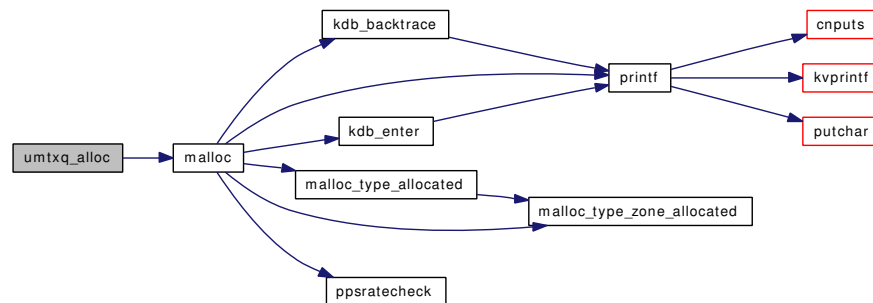 umtxq_alloc
malloc
kdb_backtrace
kdb_enter
malloc_type_allocated
ppsratecheck
printf
malloc_type_zone_allocated
cnputs
kvprintf
putchar